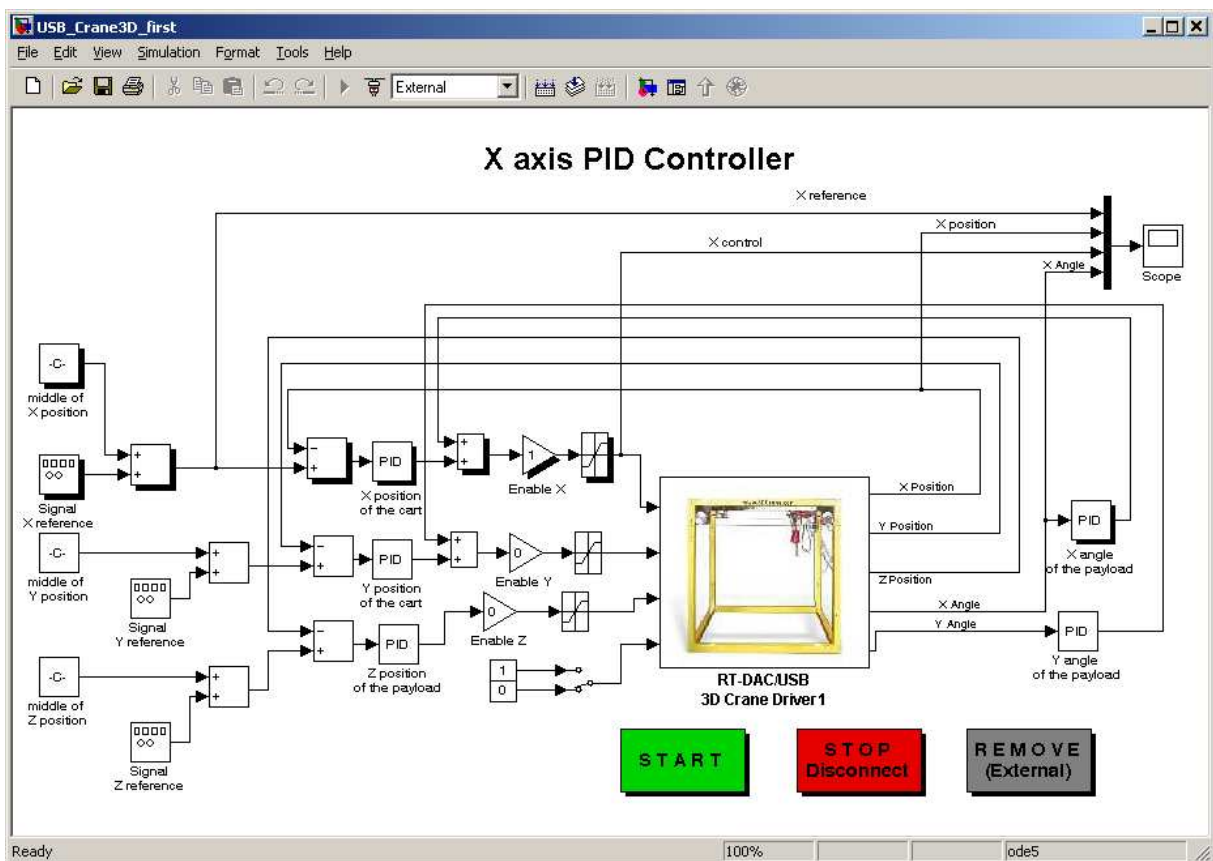 USB_Crane3D_first
File Edit View Simulation Format Tools Help
External
X axis PID Controller
X reference
X position
X control
X Angle
Scope
-C-
middle of
X position
Signal
X reference
PID
X position
of the cart
1
Enable X
X Position
Y Position
Z Position
X Angle
Y Angle
PID
X angle
of the payload
-C-
middle of
Y position
Signal
Y reference
PID
Y position
of the cart
0
Enable Y
PID
Y angle
of the payload
-C-
middle of
Z position
Signal
Z reference
PID
Z position
of the payload
0
Enable Z
1
0
RT-DAC/USB
3D Crane Driver1
START
STOP
Disconnect
REMOVE
(External)
Ready 100% ode5